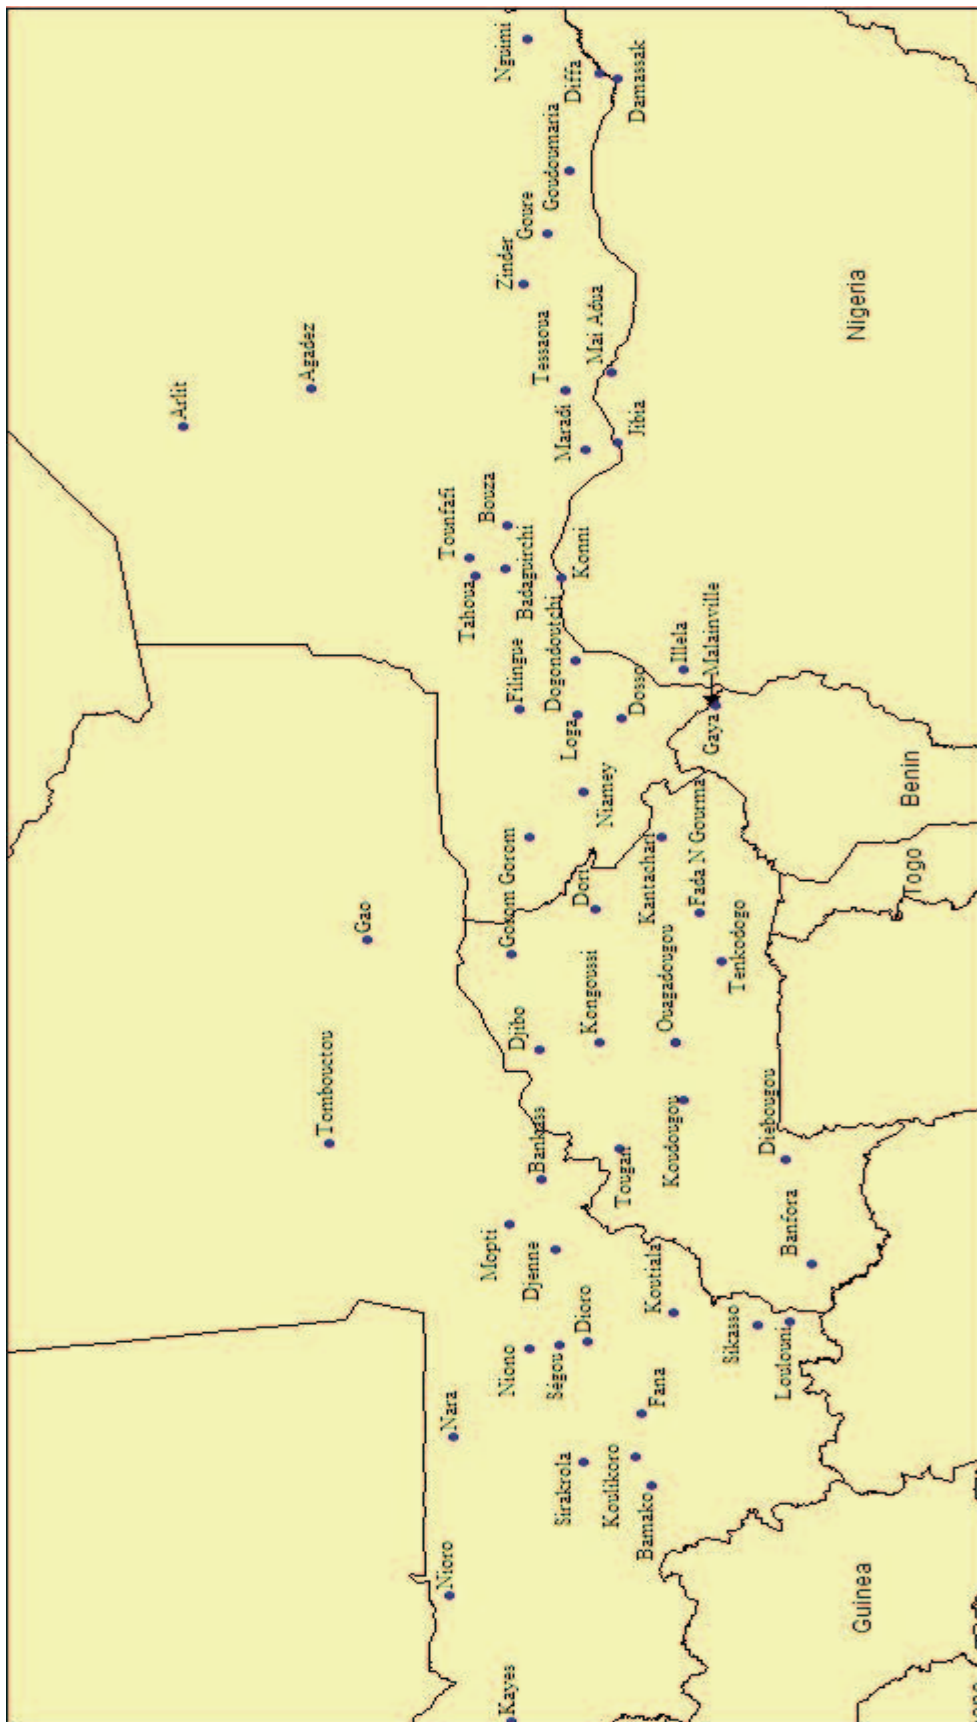 Nguimi
Diffa
Damassak
Goudoumaria
Goure
Zinder
Mai Adua
Tessaoua
Agadez
Arlit
Maradi
Jibia
Bouza
Tounfafi
Tahoua
Badaguirchi
Konni
Dogondoutchi
Filingue
Illela
Malainville
Dosso
Loga
Gaya
Niamey
Nigeria
Benin
Togo
Gorom Gorom
Dori
Kantachari
Fada N Gourma
Gao
Tenkodogo
Ouagadougou
Kongoussi
Djibo
Tombouctou
Bankass
Tougan
Koudougou
Diebougou
Banfora
Mopti
Djenne
Koutiala
Dioro
Ségou
Niono
Sikasso
Loulouni
Fana
Nara
Sirakrola
Koulikoro
Bamako
Nioro
Kayes
Guinea